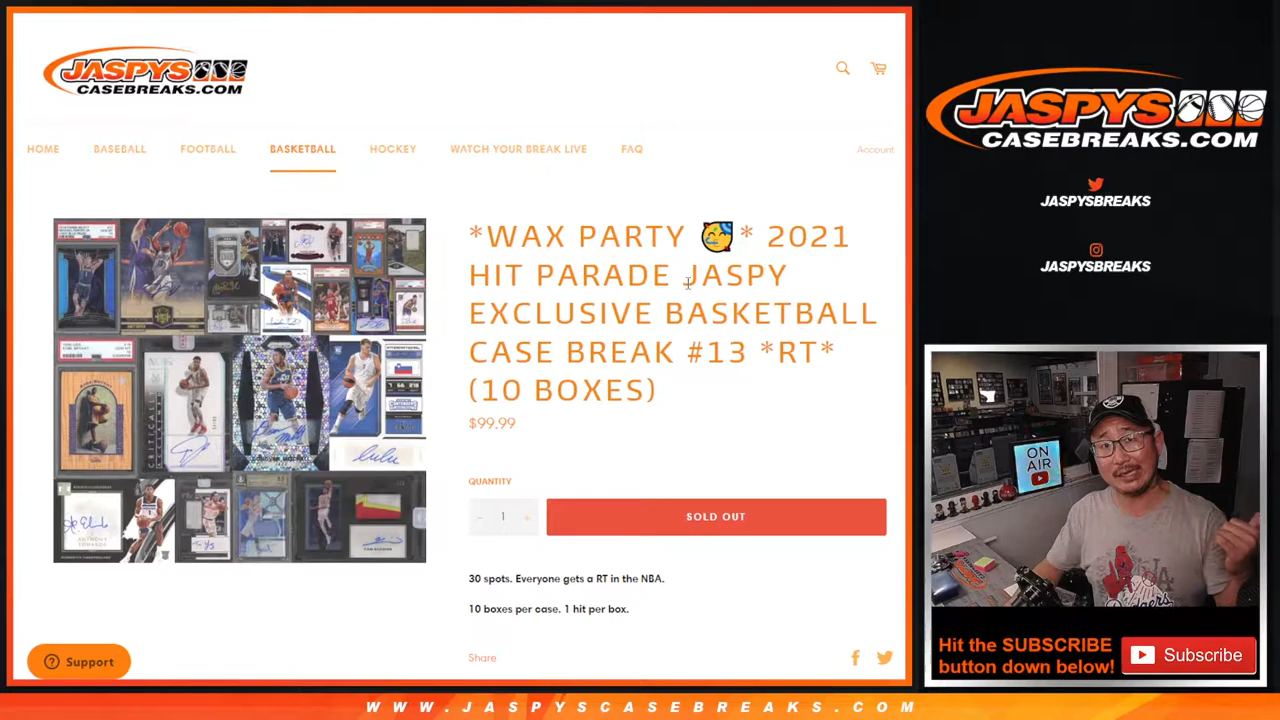 JASPYS
CASEBREAKS.COM
HOME BASEBALL FOOTBALL BASKETBALL HOCKEY WATCH YOUR BREAK LIVE FAQ Account
*WAX PARTY 🥳* 2021
HIT PARADE JASPY
EXCLUSIVE BASKETBALL
CASE BREAK #13 *RT*
(10 BOXES)
$99.99
QUANTITY
- 1 +
SOLD OUT
30 spots. Everyone gets a RT in the NBA.
10 boxes per case. 1 hit per box.
Share
Support
JASPYS
CASEBREAKS.COM
JASPYSBREAKS
JASPYSBREAKS
ON
AIR
Dodgers
Hit the SUBSCRIBE
button down below!
Subscribe
WWW.JASPYSCASEBREAKS.COM